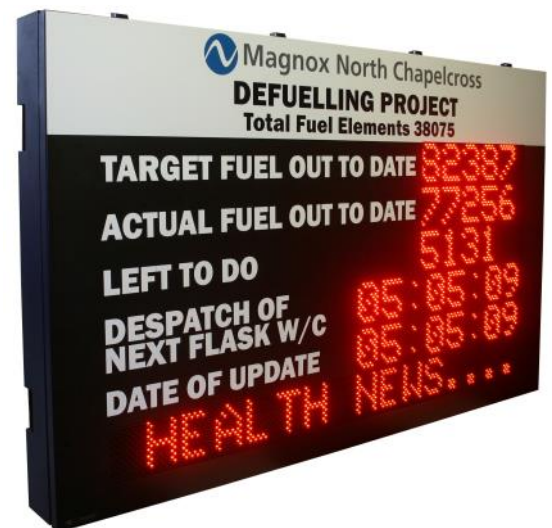 Magnox North Chapelcross
DEFUELLING PROJECT
Total Fuel Elements 38075
TARGET FUEL OUT TO DATE 82387
ACTUAL FUEL OUT TO DATE 77256
LEFT TO DO 5131
DESPATCH OF
NEXT FLASK W/C 05:05:09
DATE OF UPDATE 05:05:09
HEALTH NEWS....